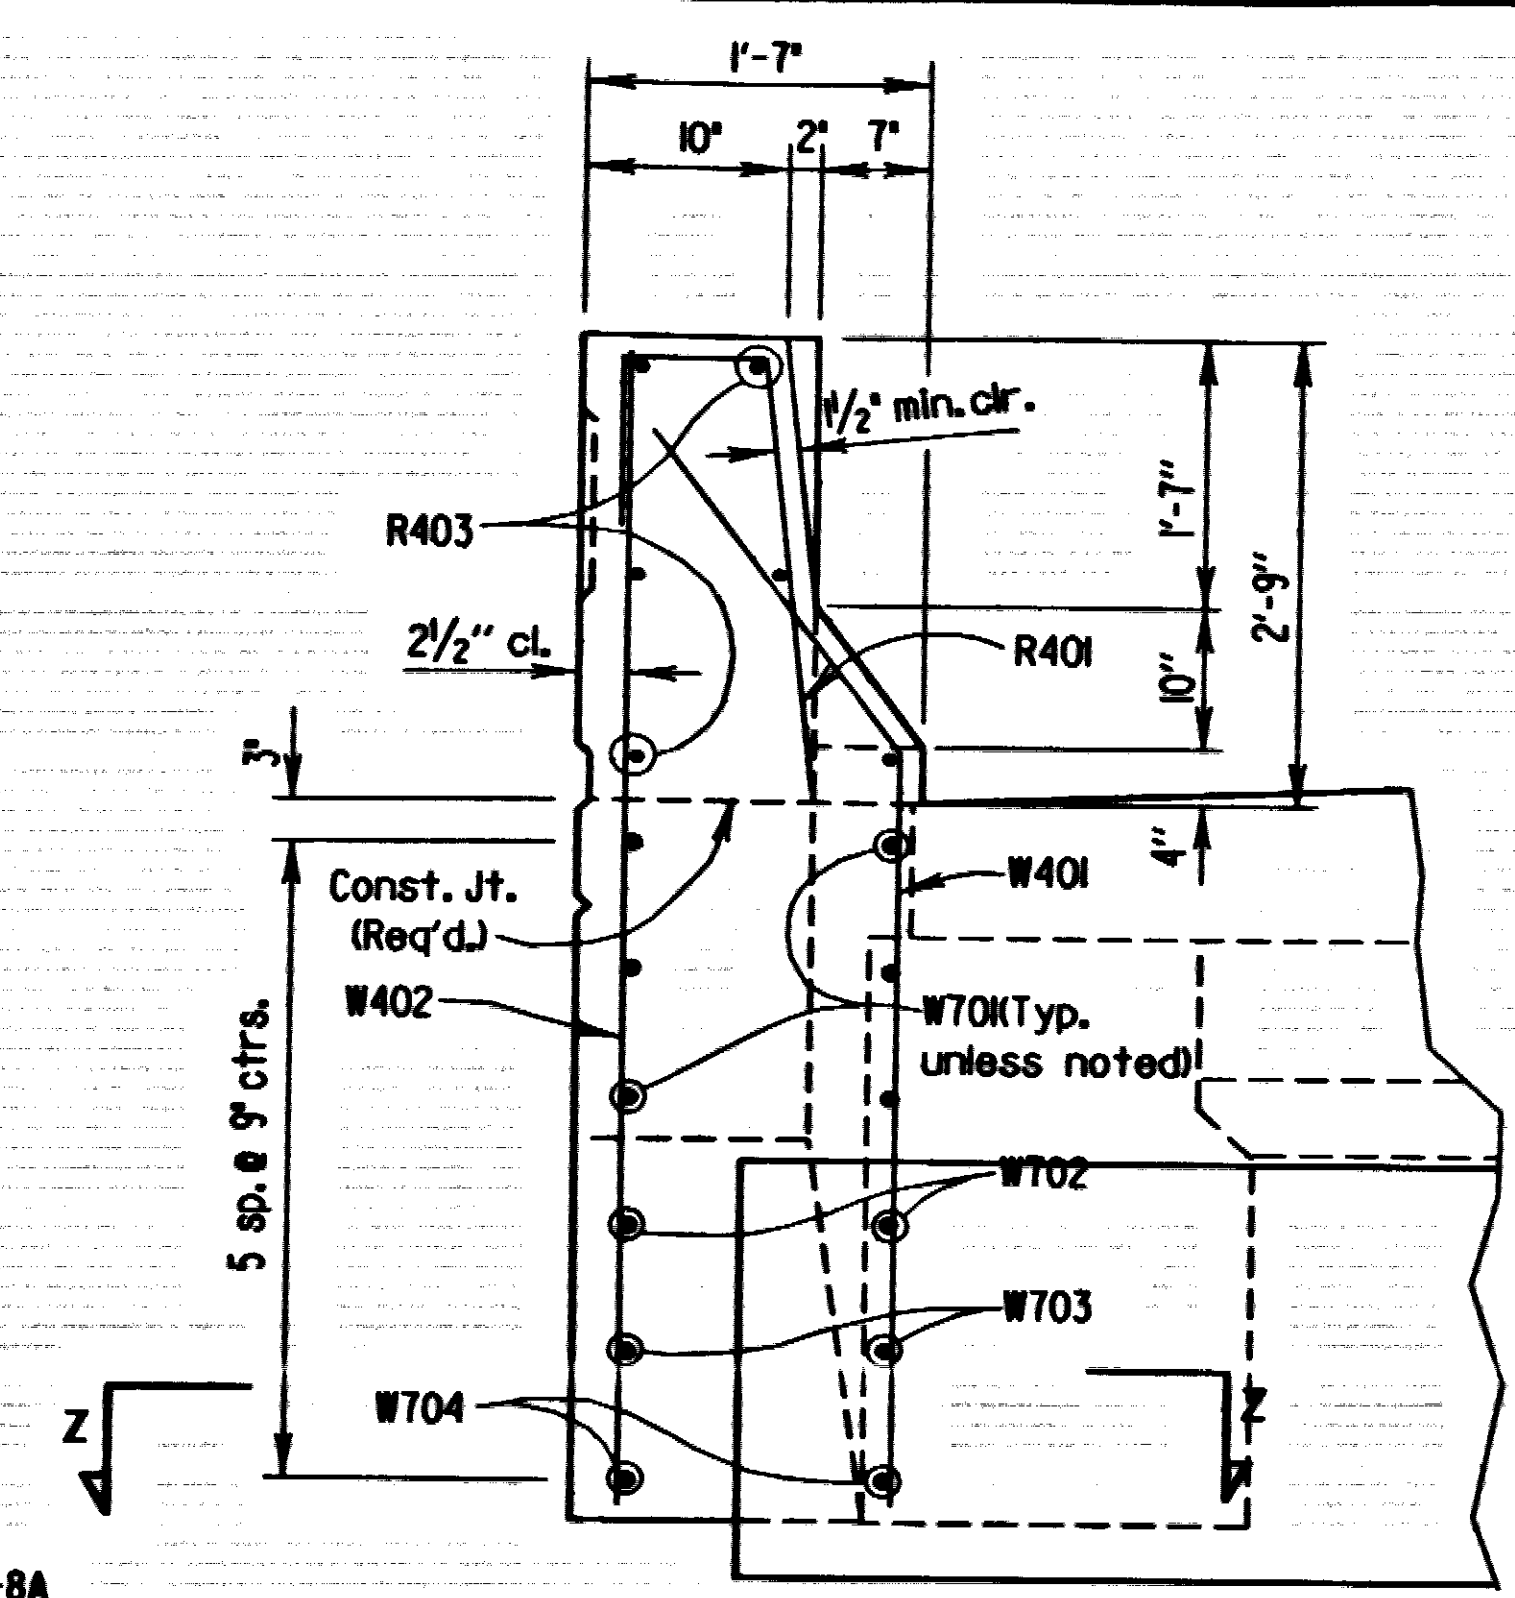 1'-7"
10" 2" 7"
1 1/2" min. clr.
R403
1'-7"
2'-9"
2 1/2" cl.
R401
10"
3"
4"
Const. Jt.
(Req'd.)
W401
W402
W701(Typ.
unless noted)
5 sp. @ 9" ctrs.
W702
W703
W704
Z
Z
-8A